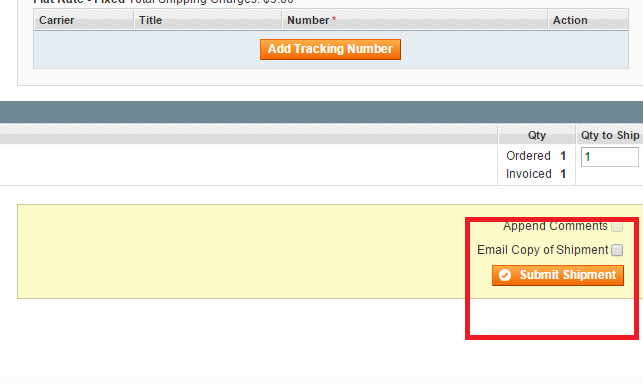 Flat Rate - Fixed Total Shipping Charges: $5.00
Carrier Title Number * Action
Add Tracking Number
Qty Qty to Ship
Ordered 1 1
Invoiced 1
Append Comments
Email Copy of Shipment
Submit Shipment